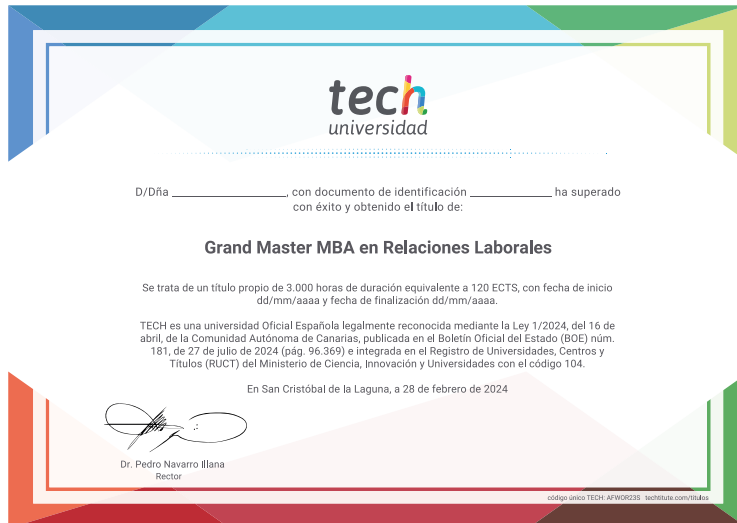 tech
universidad
D/Dña ____________________, con documento de identificación ______________ ha superado
con éxito y obtenido el título de:
Grand Master MBA en Relaciones Laborales
Se trata de un título propio de 3.000 horas de duración equivalente a 120 ECTS, con fecha de inicio
dd/mm/aaaa y fecha de finalización dd/mm/aaaa.
TECH es una universidad Oficial Española legalmente reconocida mediante la Ley 1/2024, del 16 de
abril, de la Comunidad Autónoma de Canarias, publicada en el Boletín Oficial del Estado (BOE) núm.
181, de 27 de julio de 2024 (pág. 96.369) e integrada en el Registro de Universidades, Centros y
Títulos (RUCT) del Ministerio de Ciencia, Innovación y Universidades con el código 104.
En San Cristóbal de la Laguna, a 28 de febrero de 2024
Dr. Pedro Navarro Illana
Rector
código único TECH: AFWOR23S techtitute.com/titulos